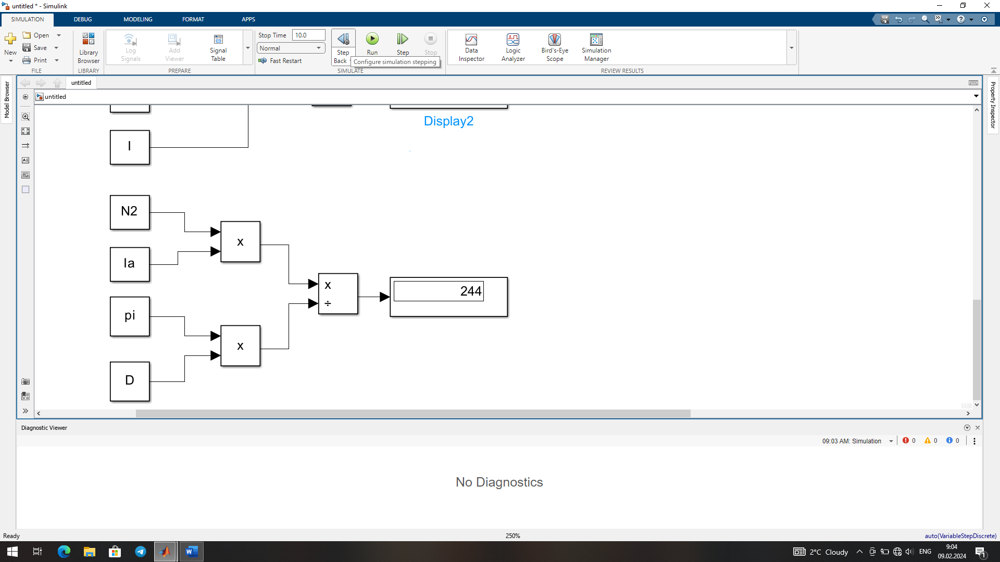 untitled * - Simulink
SIMULATION DEBUG MODELING FORMAT APPS
New
Open
Save
Print
FILE
Library Browser
LIBRARY
Log Signals
Add Viewer
Signal Table
PREPARE
Stop Time 10.0
Normal
Fast Restart
Step Back
Run
Step
Stop
Configure simulation stepping
SIMULATE
Data Inspector
Logic Analyzer
Bird's-Eye Scope
Simulation Manager
REVIEW RESULTS
Model Browser
untitled
untitled
Property Inspector
Display2
I
N2
x
Ia
x
÷
244
pi
x
D
Diagnostic Viewer
09:03 AM: Simulation 0 0 0
No Diagnostics
Ready 250% auto(VariableStepDiscrete)
2°C Cloudy ENG 9:04
09.02.2024
1